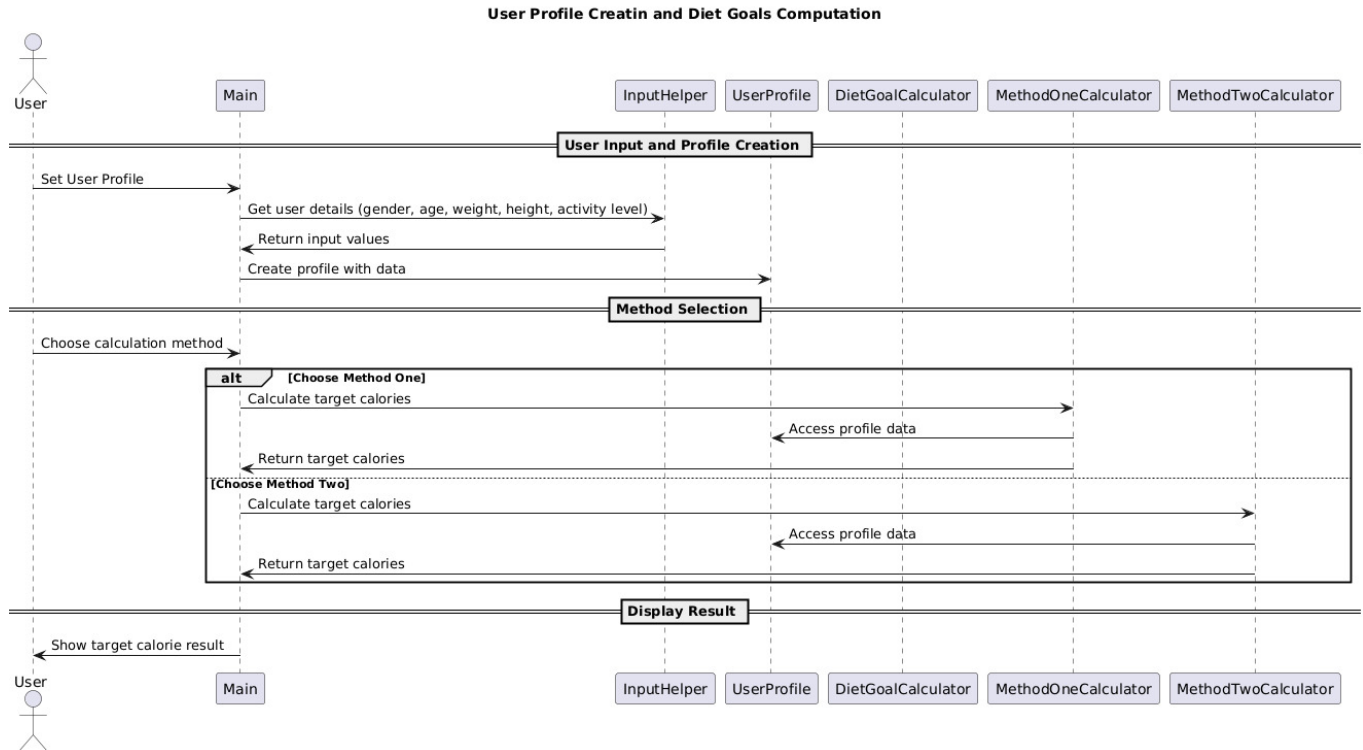 User Profile Creatin and Diet Goals Computation
User
Main
InputHelper
UserProfile
DietGoalCalculator
MethodOneCalculator
MethodTwoCalculator
User Input and Profile Creation
Set User Profile
Get user details (gender, age, weight, height, activity level)
Return input values
Create profile with data
Method Selection
Choose calculation method
alt [Choose Method One]
Calculate target calories
Access profile data
Return target calories
[Choose Method Two]
Calculate target calories
Access profile data
Return target calories
Display Result
Show target calorie result
User
Main
InputHelper
UserProfile
DietGoalCalculator
MethodOneCalculator
MethodTwoCalculator